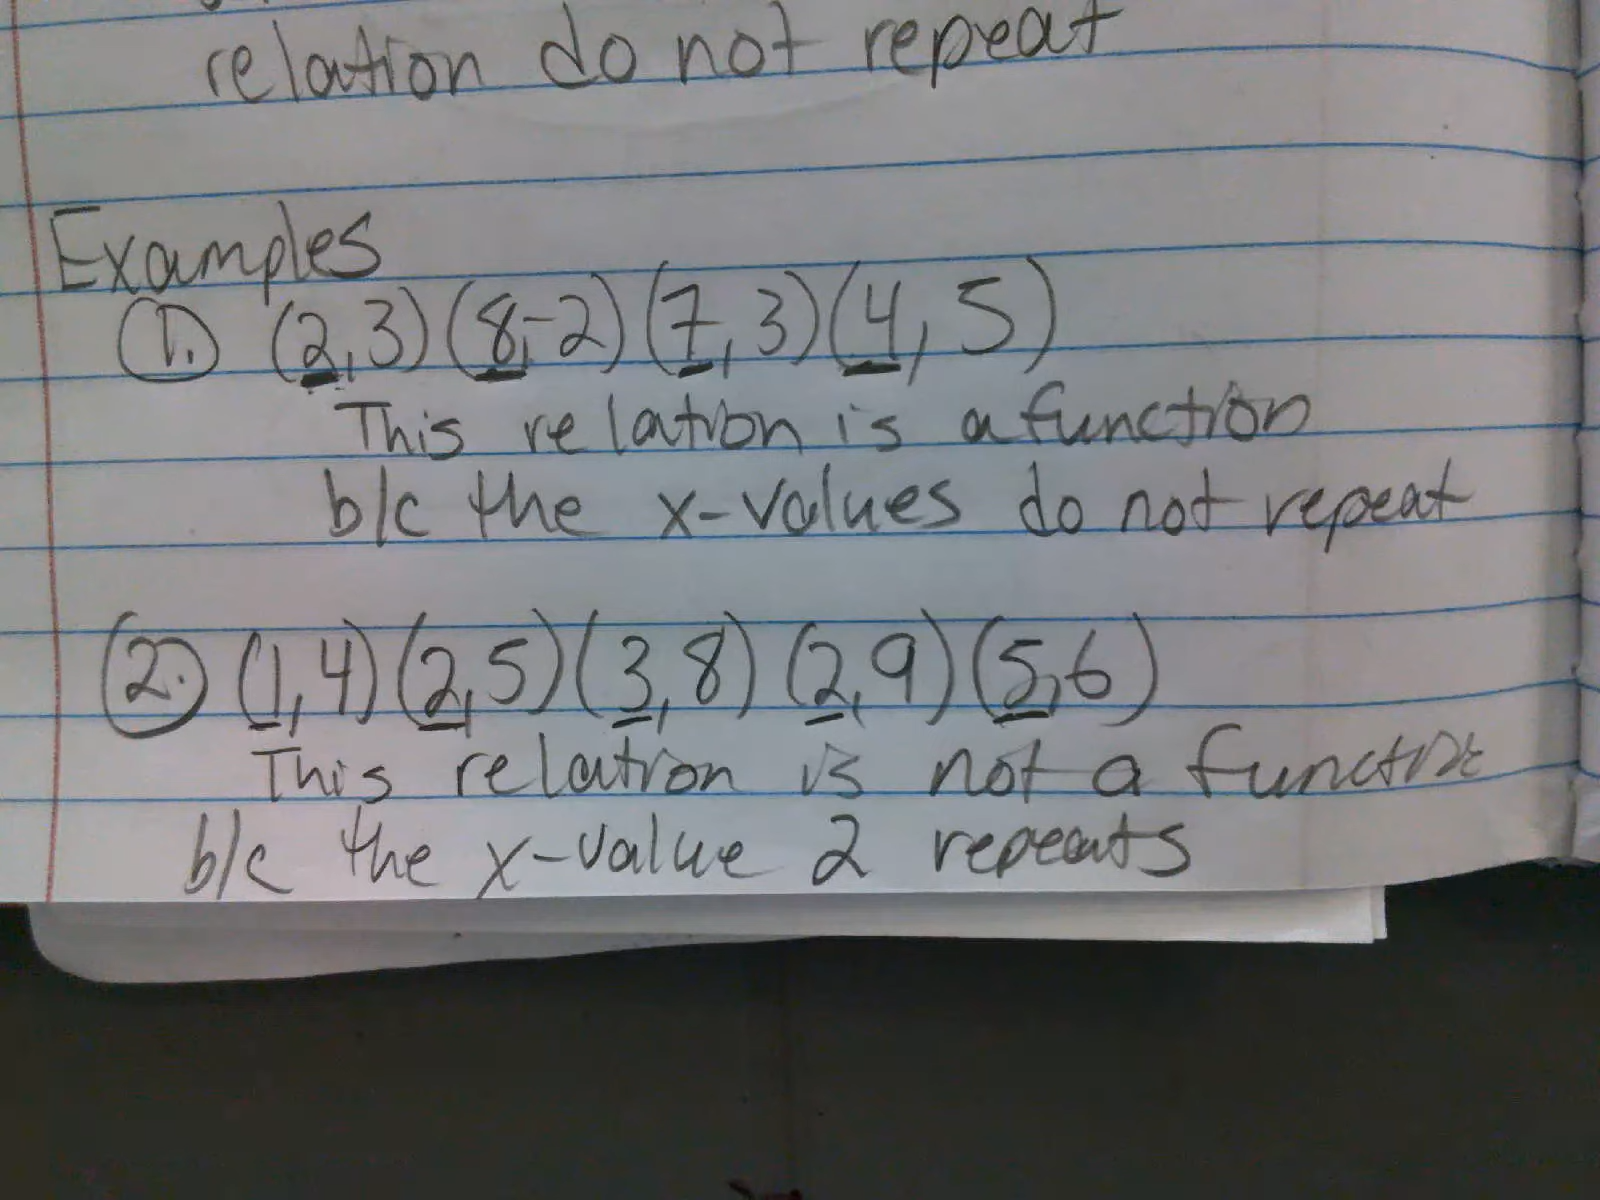 relation do not repeat
Examples
1. (2,3) (8,-2) (7,3) (4,5)
This relation is a function
b/c the x-values do not repeat
2. (1,4) (2,5) (3,8) (2,9) (5,6)
This relation is not a function
b/c the x-value 2 repeats